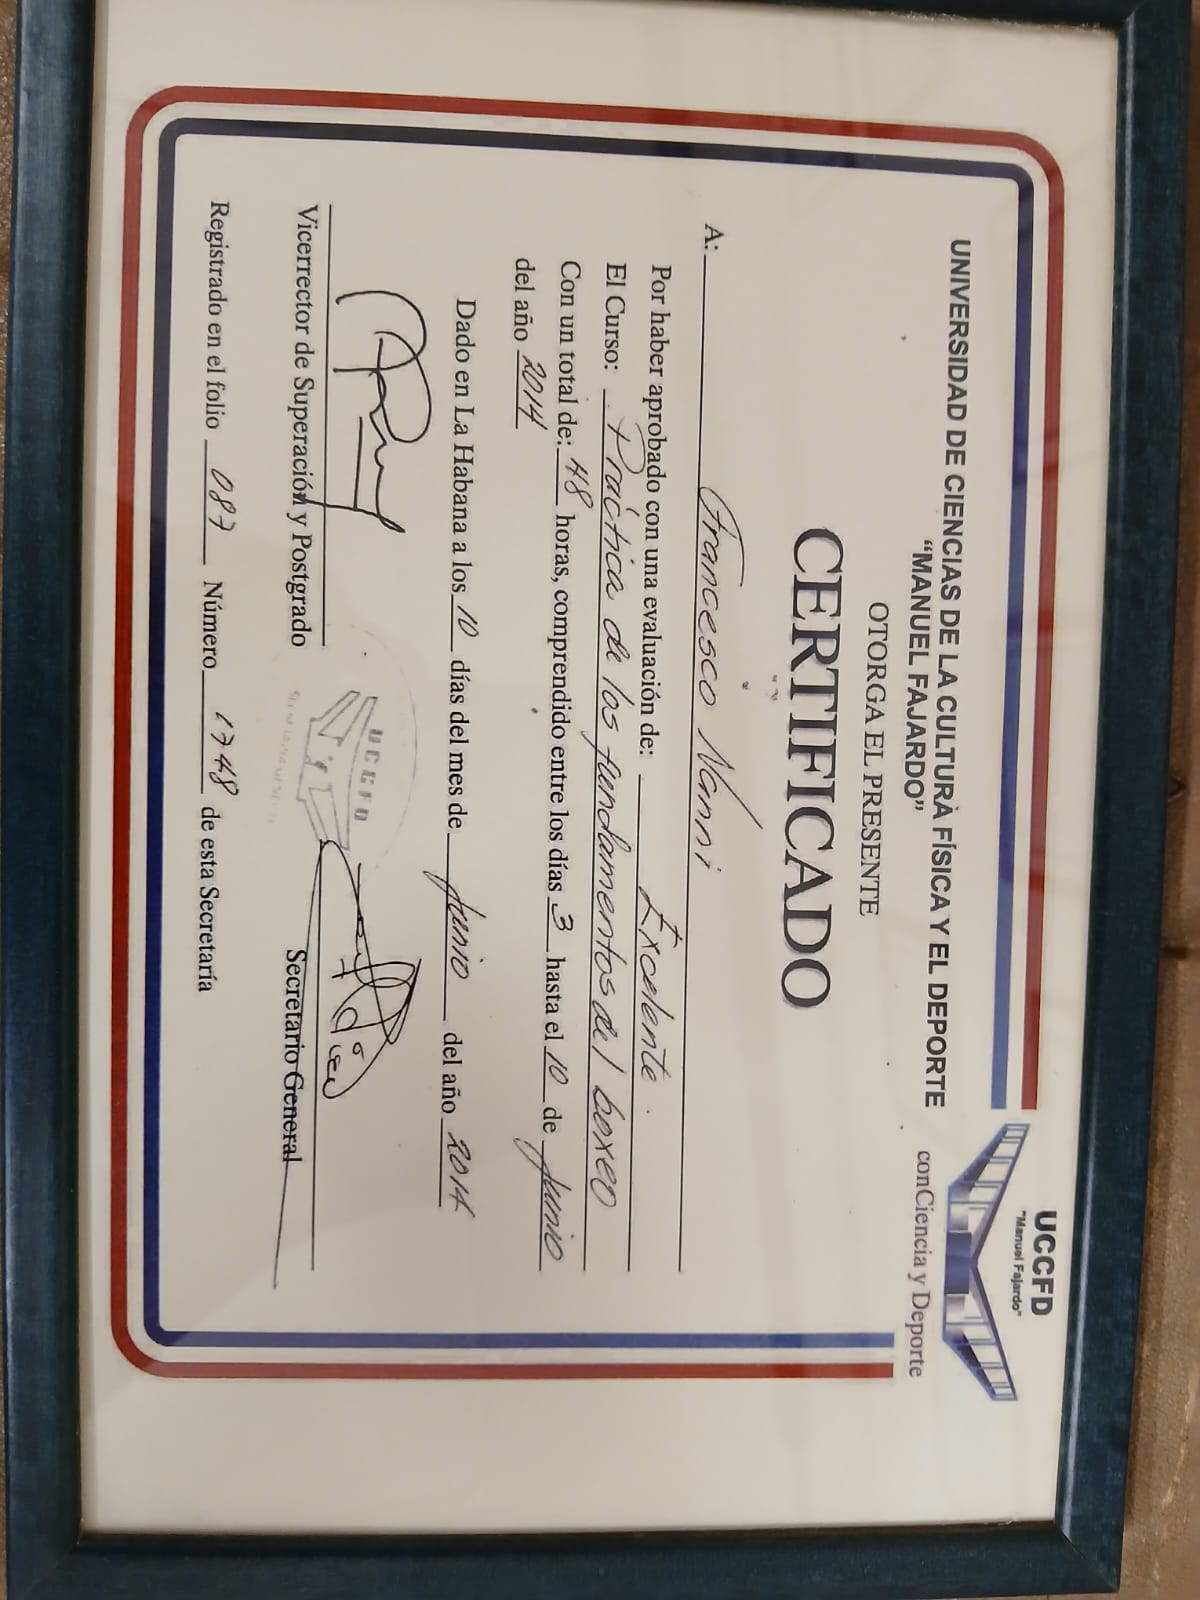 UCCFD
"Manuel Fajardo"
conCiencia y Deporte
UNIVERSIDAD DE CIENCIAS DE LA CULTURA FÍSICA Y EL DEPORTE
“MANUEL FAJARDO”
OTORGA EL PRESENTE
CERTIFICADO
A: Francesco Nanni
Por haber aprobado con una evaluación de: Excelente.
El Curso: Práctica de los fundamentos del boxeo
Con un total de: 48 horas, comprendido entre los días 3 hasta el 10 de junio
del año 2014
Dado en La Habana a los 10 días del mes de junio del año 2014
UCCFD
Vicerrector de Superación y Postgrado
Secretario General
Registrado en el folio 087 Número 1748 de esta Secretaría